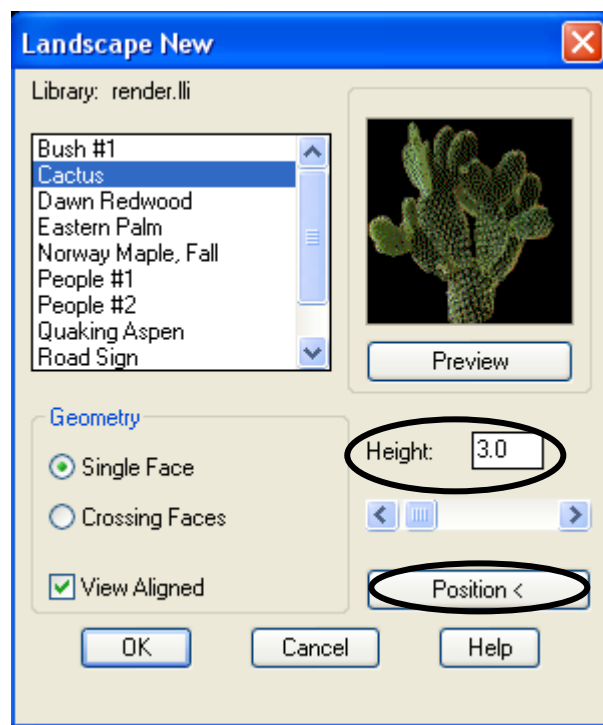 Landscape New
Library: render.lli
Bush #1
Cactus
Dawn Redwood
Eastern Palm
Norway Maple, Fall
People #1
People #2
Quaking Aspen
Road Sign
Preview
Geometry
Single Face
Crossing Faces
View Aligned
Height: 3.0
Position <
OK Cancel Help